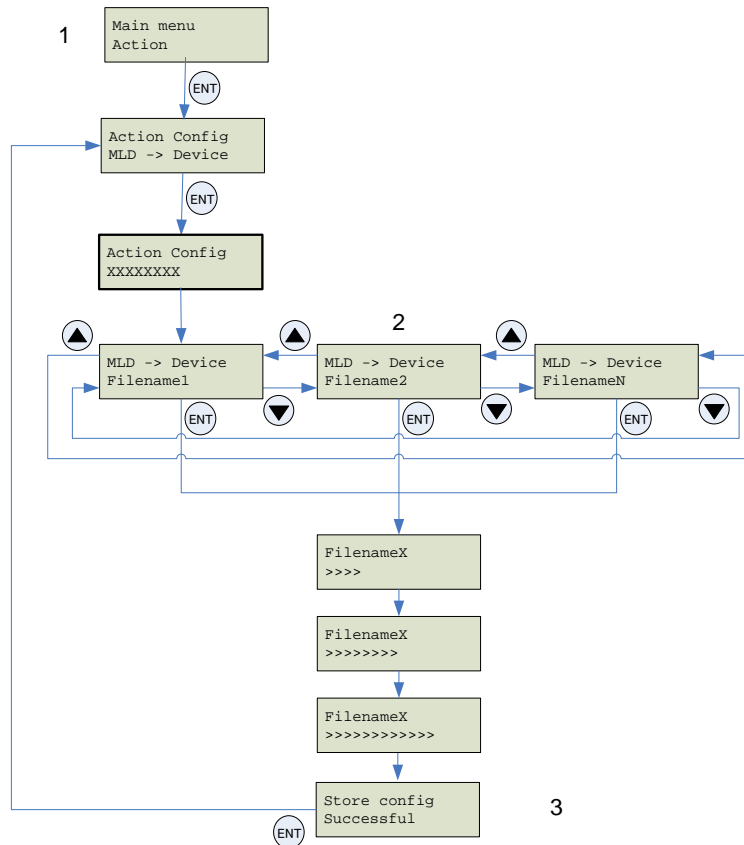 1
Main menu
Action
ENT
Action Config
MLD -> Device
ENT
Action Config
XXXXXXXX
2
MLD -> Device
Filename1
MLD -> Device
Filename2
MLD -> Device
FilenameN
ENT
ENT
ENT
FilenameX
>>>>
FilenameX
>>>>>>>>
FilenameX
>>>>>>>>>>>>
Store config
Successful
3
ENT